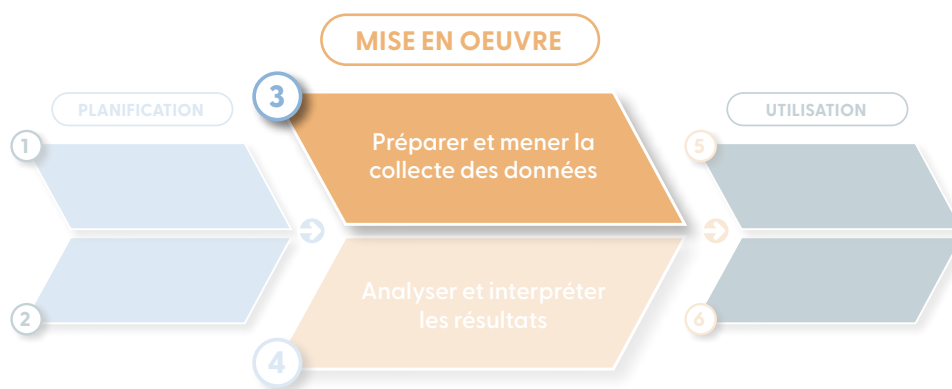 MISE EN OEUVRE
PLANIFICATION
1
2
3
Préparer et mener la
collecte des données
Analyser et interpréter
les résultats
4
UTILISATION
5
6